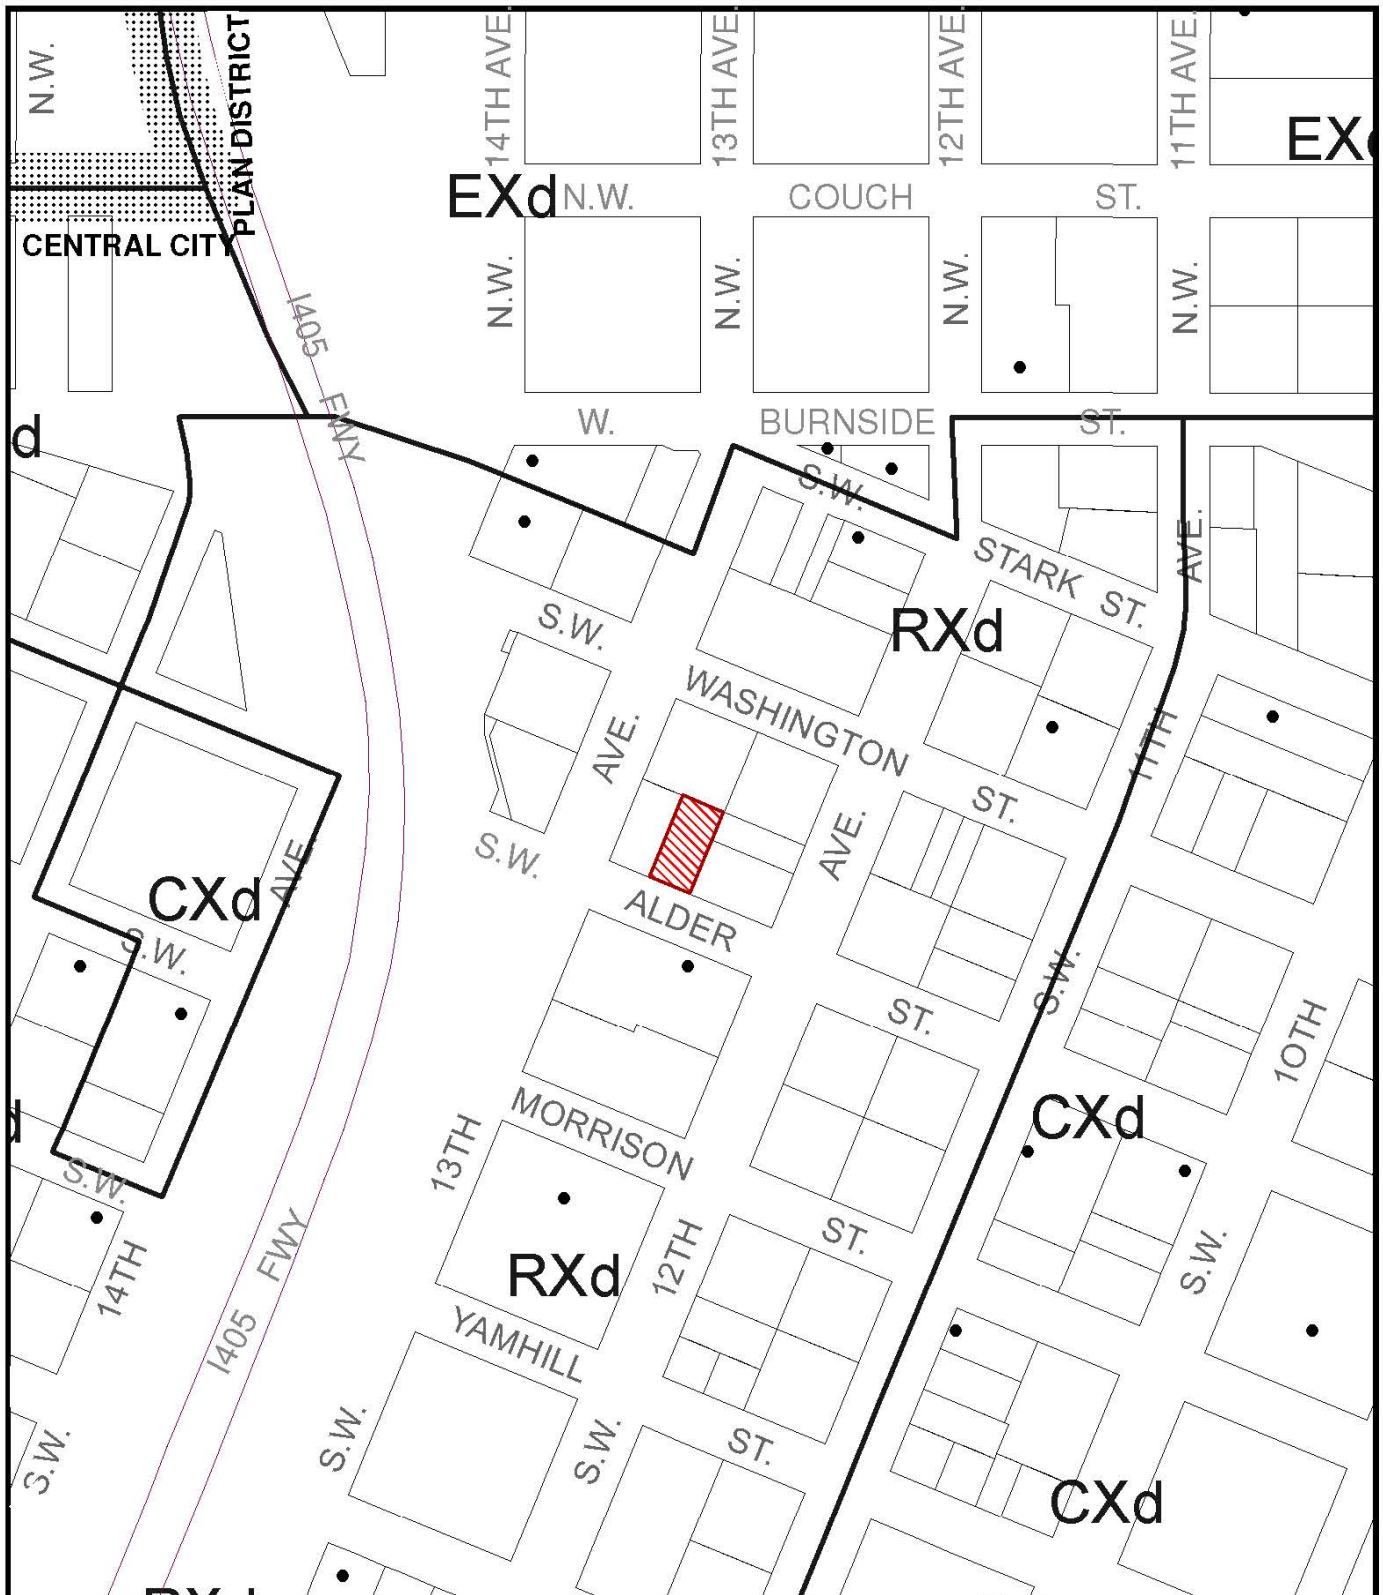 N.W.
PLAN DISTRICT
14TH AVE.
13TH AVE.
12TH AVE.
11TH AVE.
EXd
EXd
N.W.
COUCH
ST.
CENTRAL CITY
N.W.
N.W.
N.W.
N.W.
I405
FWY
W.
BURNSIDE
ST.
d
S.W.
STARK
ST.
AVE.
S.W.
RXd
WASHINGTON
AVE.
11TH
ST.
AVE.
S.W.
AVE.
CXd
ALDER
S.W.
S.W.
ST.
10TH
d
CXd
MORRISON
13TH
S.W.
ST.
12TH
S.W.
14TH
FWY
RXd
I405
YAMHILL
S.W.
S.W.
S.W.
ST.
CXd
RXd